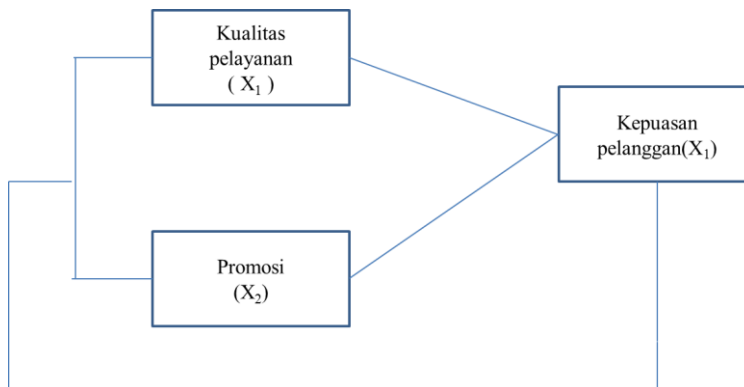 Kualitas
pelayanan
( X₁ )
Kepuasan
pelanggan(X₁)
Promosi
(X₂)